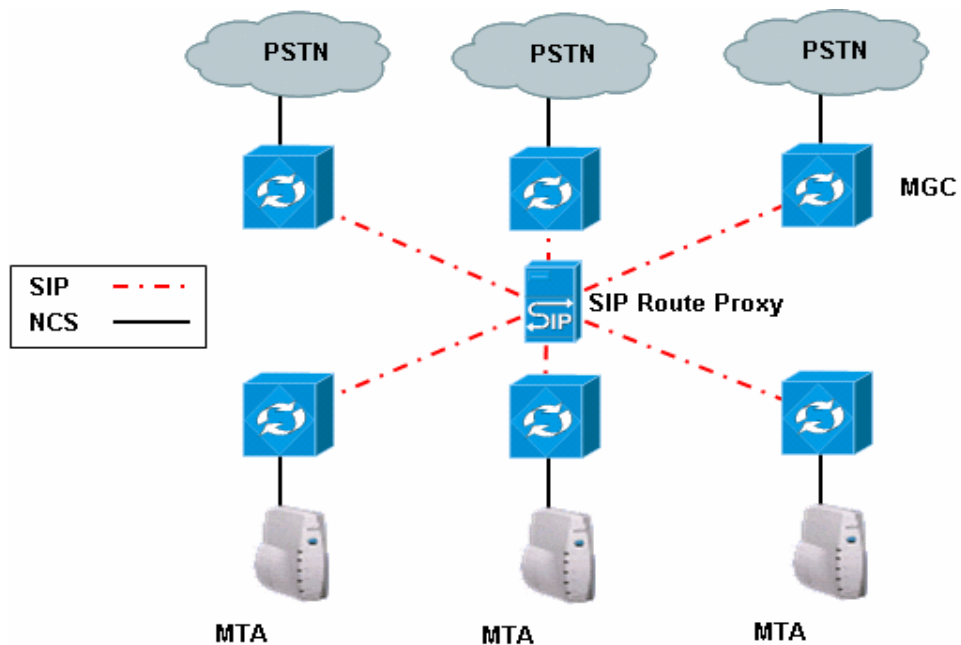 PSTN
PSTN
PSTN
MGC
SIP
NCS
SIP
SIP Route Proxy
MTA
MTA
MTA